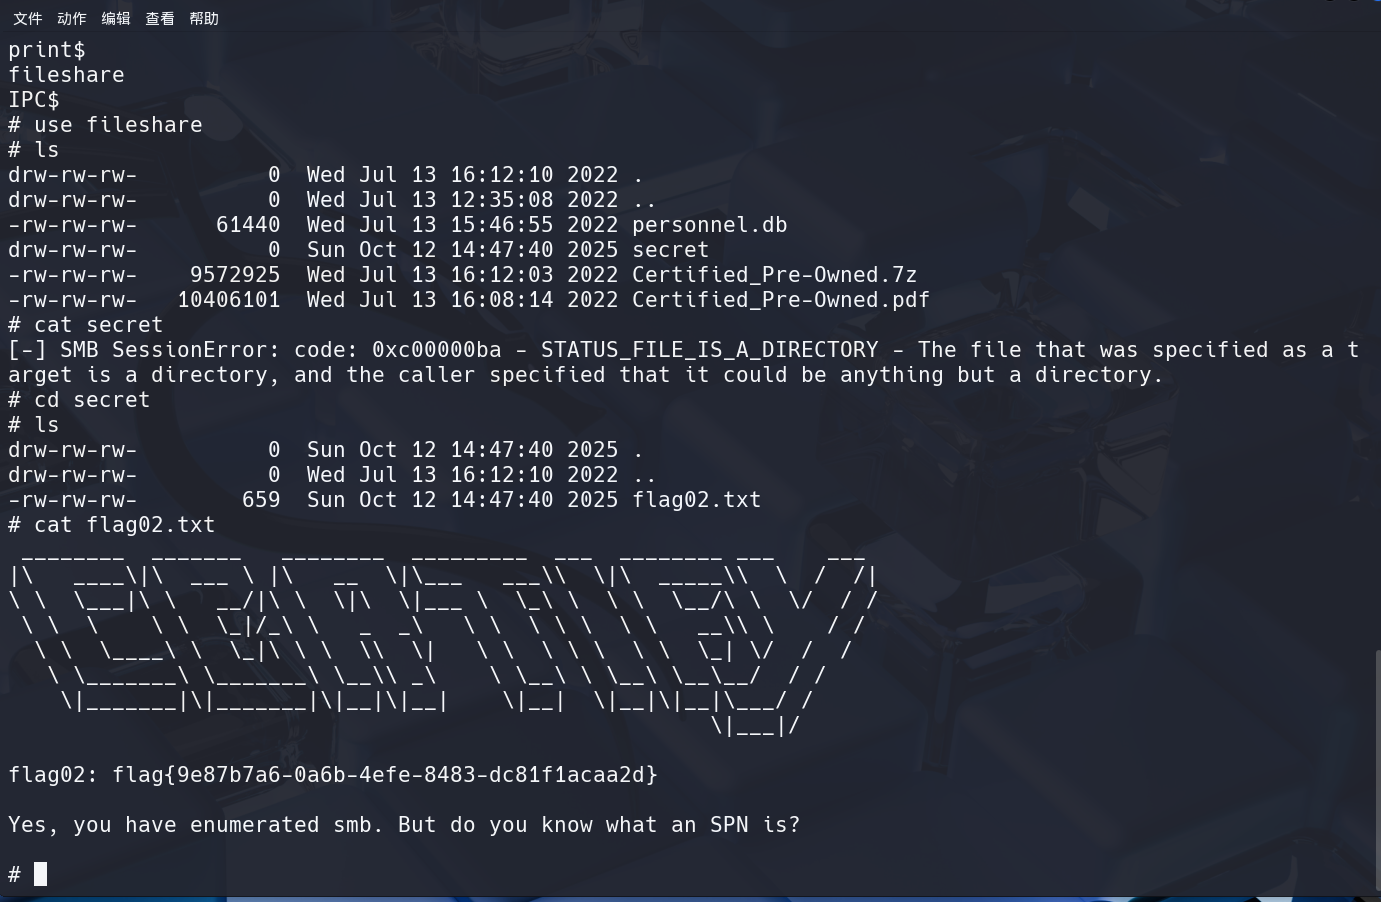 文件 动作 编辑 查看 帮助
print$
fileshare
IPC$
# use fileshare
# ls
drw-rw-rw-          0  Wed Jul 13 16:12:10 2022 .
drw-rw-rw-          0  Wed Jul 13 12:35:08 2022 ..
-rw-rw-rw-      61440  Wed Jul 13 15:46:55 2022 personnel.db
drw-rw-rw-          0  Sun Oct 12 14:47:40 2025 secret
-rw-rw-rw-    9572925  Wed Jul 13 16:12:03 2022 Certified_Pre-Owned.7z
-rw-rw-rw-   10406101  Wed Jul 13 16:08:14 2022 Certified_Pre-Owned.pdf
# cat secret
[-] SMB SessionError: code: 0xc00000ba - STATUS_FILE_IS_A_DIRECTORY - The file that was specified as a t
arget is a directory, and the caller specified that it could be anything but a directory.
# cd secret
# ls
drw-rw-rw-          0  Sun Oct 12 14:47:40 2025 .
drw-rw-rw-          0  Wed Jul 13 16:12:10 2022 ..
-rw-rw-rw-        659  Sun Oct 12 14:47:40 2025 flag02.txt
# cat flag02.txt
flag02: flag{9e87b7a6-0a6b-4efe-8483-dc81f1acaa2d}
Yes, you have enumerated smb. But do you know what an SPN is?
#